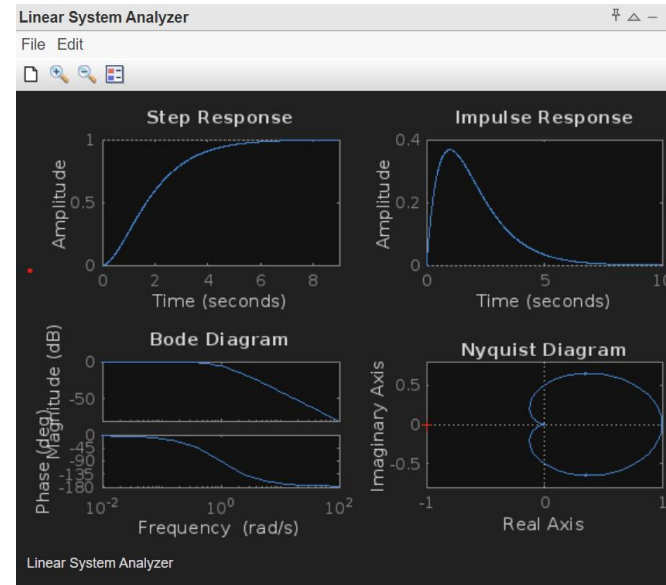 Linear System Analyzer
File Edit
Step Response
Amplitude
1
0.5
0
0 2 4 6 8
Time (seconds)
Impulse Response
Amplitude
0.4
0.2
0
0 5 10
Time (seconds)
Bode Diagram
Magnitude (dB)
0
-50
Phase (deg)
0
-45
-90
-135
-180
10-2 100 102
Frequency (rad/s)
Nyquist Diagram
Imaginary Axis
0.5
0
-0.5
-1 0 1
Real Axis
Linear System Analyzer